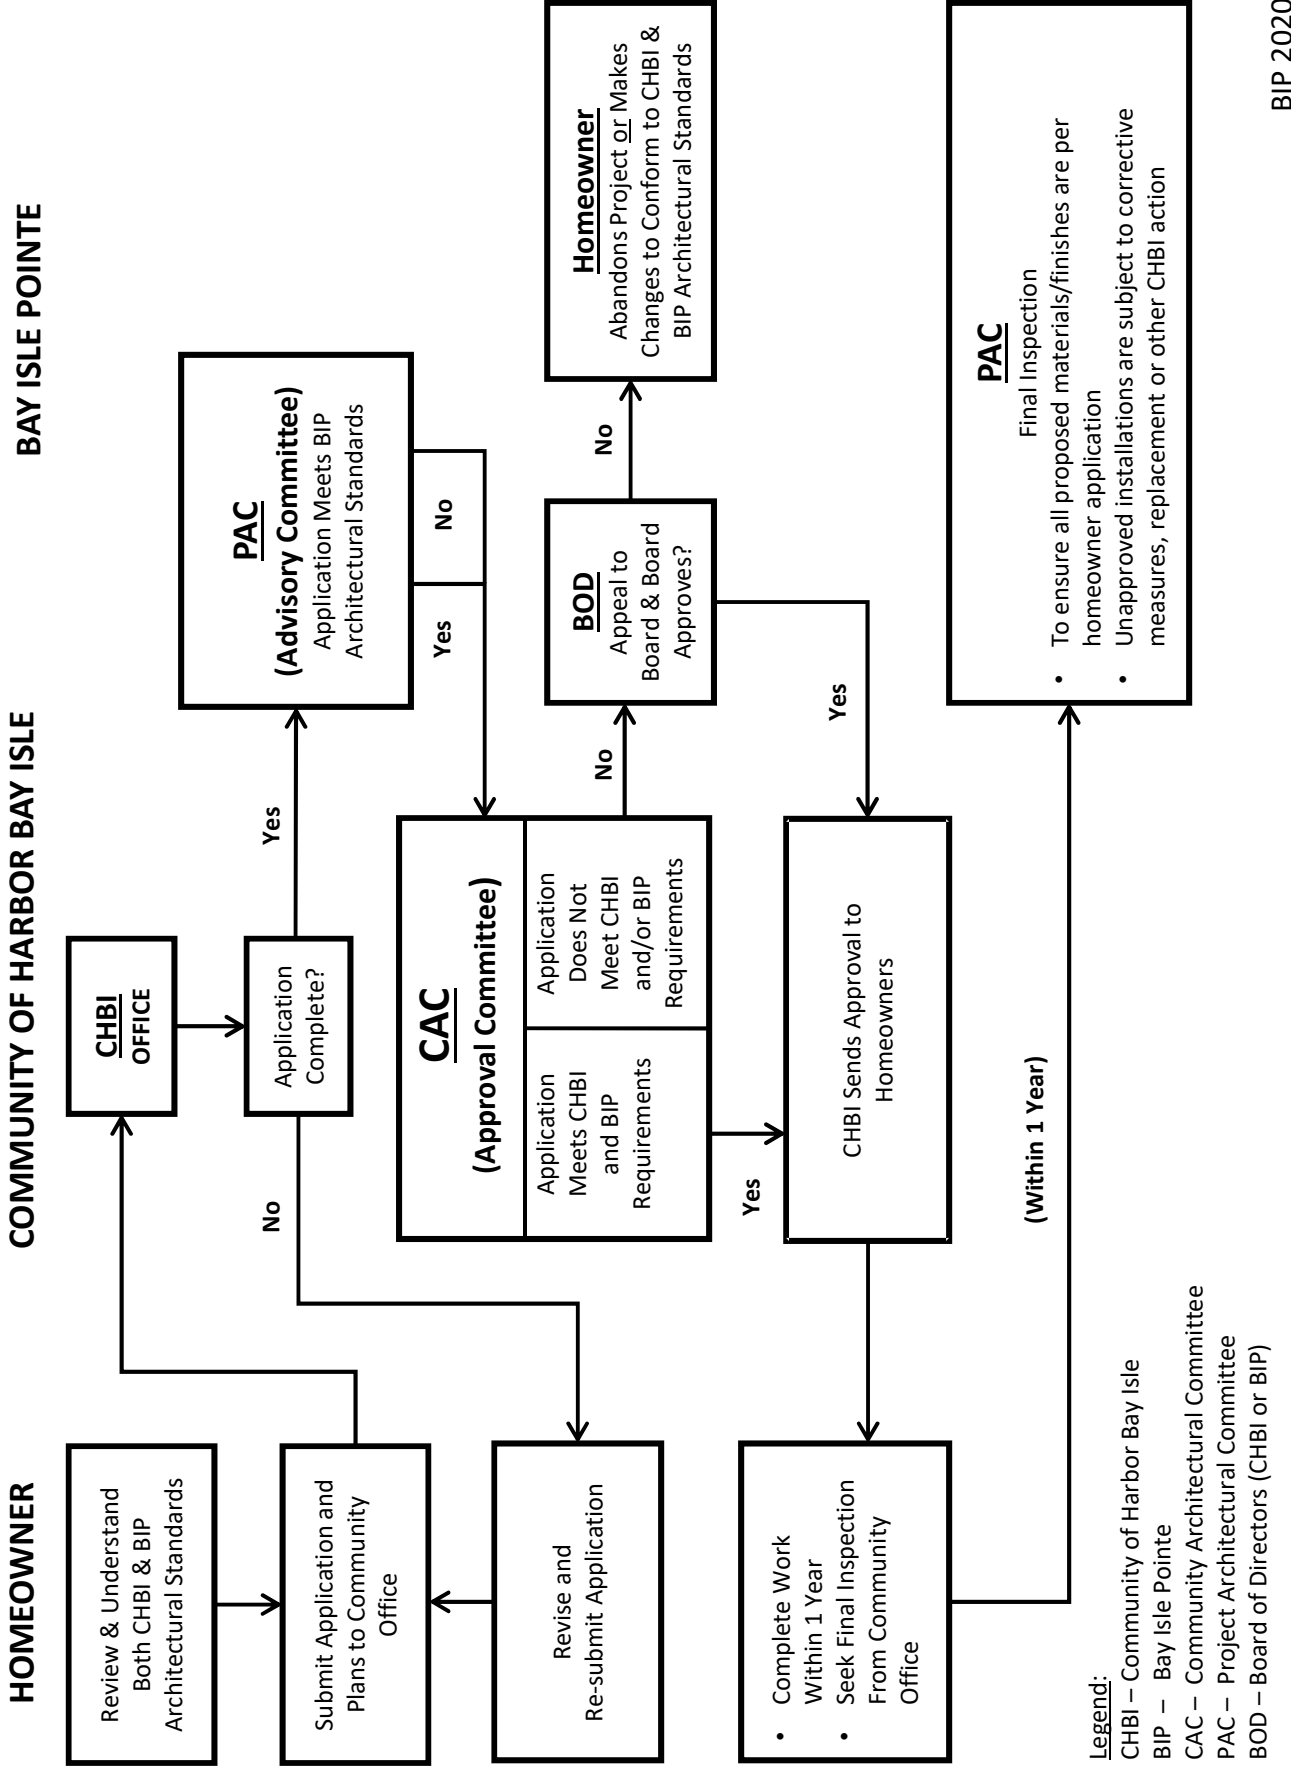 HOMEOWNER
COMMUNITY OF HARBOR BAY ISLE
BAY ISLE POINTE
Review & Understand
Both CHBI & BIP
Architectural Standards
CHBI
OFFICE
Submit Application and
Plans to Community
Office
Application
Complete?
Yes
No
PAC
(Advisory Committee)
Application Meets BIP
Architectural Standards
Yes
No
Revise and
Re-submit Application
CAC
(Approval Committee)
Application
Meets CHBI
and BIP
Requirements
Application
Does Not
Meet CHBI
and/or BIP
Requirements
No
BOD
Appeal to
Board & Board
Approves?
No
Homeowner
Abandons Project or Makes
Changes to Conform to CHBI &
BIP Architectural Standards
Yes
Yes
CHBI Sends Approval to
Homeowners
• Complete Work
Within 1 Year
• Seek Final Inspection
From Community
Office
(Within 1 Year)
PAC
Final Inspection
• To ensure all proposed materials/finishes are per
homeowner application
• Unapproved installations are subject to corrective
measures, replacement or other CHBI action
Legend:
CHBI – Community of Harbor Bay Isle
BIP – Bay Isle Pointe
CAC – Community Architectural Committee
PAC – Project Architectural Committee
BOD – Board of Directors (CHBI or BIP)
BIP 2020